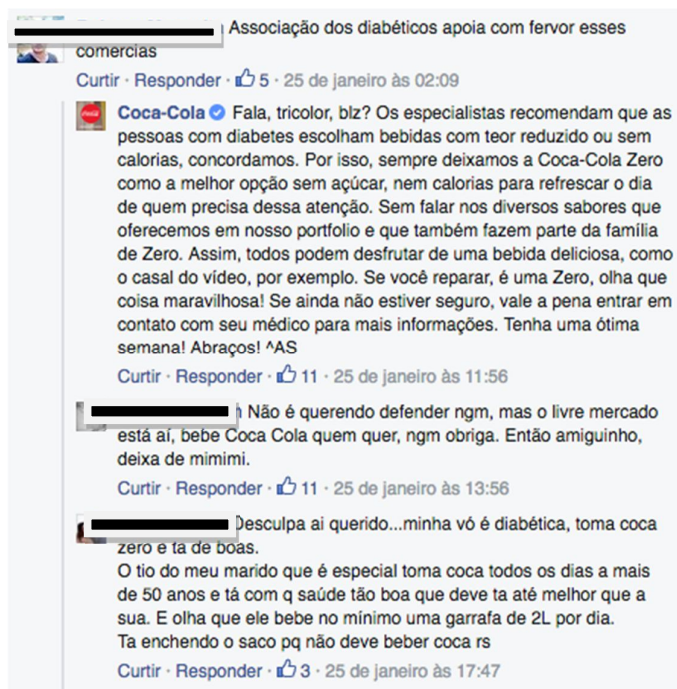 Associação dos diabéticos apoia com fervor esses
comercias
Curtir · Responder · 5 · 25 de janeiro às 02:09
Coca-Cola Fala, tricolor, blz? Os especialistas recomendam que as
pessoas com diabetes escolham bebidas com teor reduzido ou sem
calorias, concordamos. Por isso, sempre deixamos a Coca-Cola Zero
como a melhor opção sem açúcar, nem calorias para refrescar o dia
de quem precisa dessa atenção. Sem falar nos diversos sabores que
oferecemos em nosso portfolio e que também fazem parte da família
de Zero. Assim, todos podem desfrutar de uma bebida deliciosa, como
o casal do vídeo, por exemplo. Se você reparar, é uma Zero, olha que
coisa maravilhosa! Se ainda não estiver seguro, vale a pena entrar em
contato com seu médico para mais informações. Tenha uma ótima
semana! Abraços! ^AS
Curtir · Responder · 11 · 25 de janeiro às 11:56
Não é querendo defender ngm, mas o livre mercado
está aí, bebe Coca Cola quem quer, ngm obriga. Então amiguinho,
deixa de mimimi.
Curtir · Responder · 11 · 25 de janeiro às 13:56
Desculpa ai querido...minha vó é diabética, toma coca
zero e ta de boas.
O tio do meu marido que é especial toma coca todos os dias a mais
de 50 anos e tá com q saúde tão boa que deve ta até melhor que a
sua. E olha que ele bebe no mínimo uma garrafa de 2L por dia.
Ta enchendo o saco pq não deve beber coca rs
Curtir · Responder · 3 · 25 de janeiro às 17:47